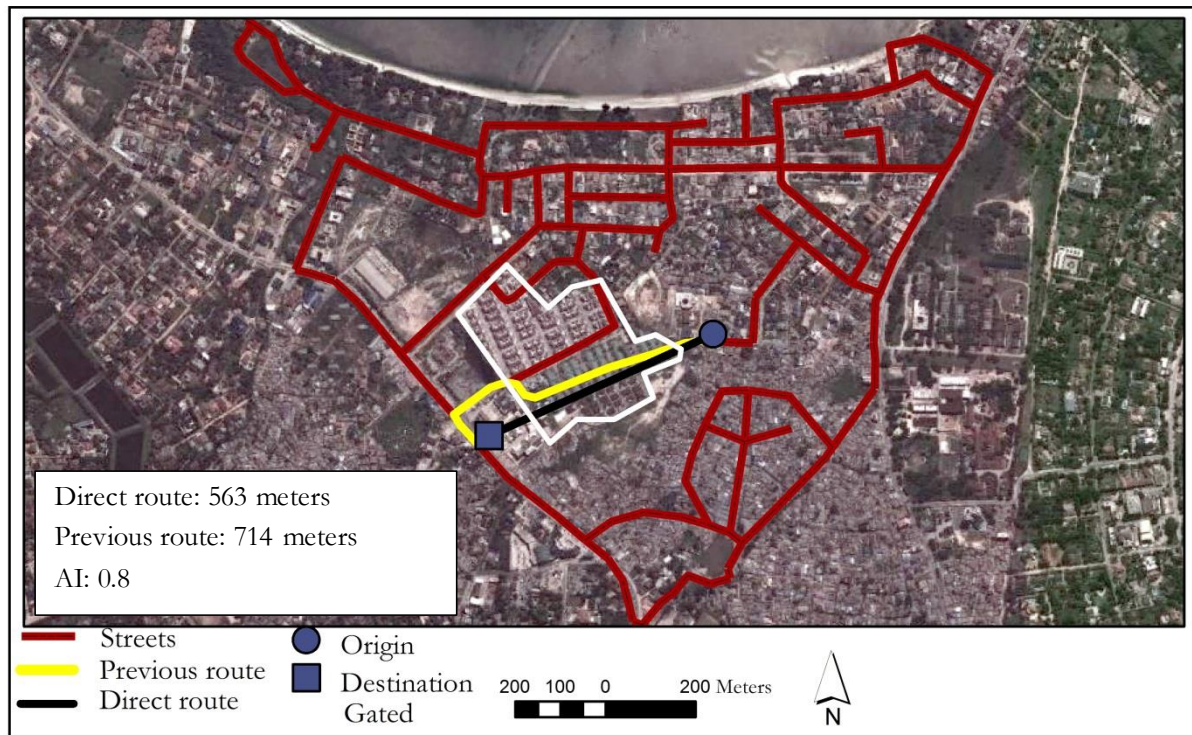 Direct route: 563 meters
Previous route: 714 meters
AI: 0.8
Streets
Previous route
Direct route
Origin
Destination
Gated
200 100 0 200 Meters
N